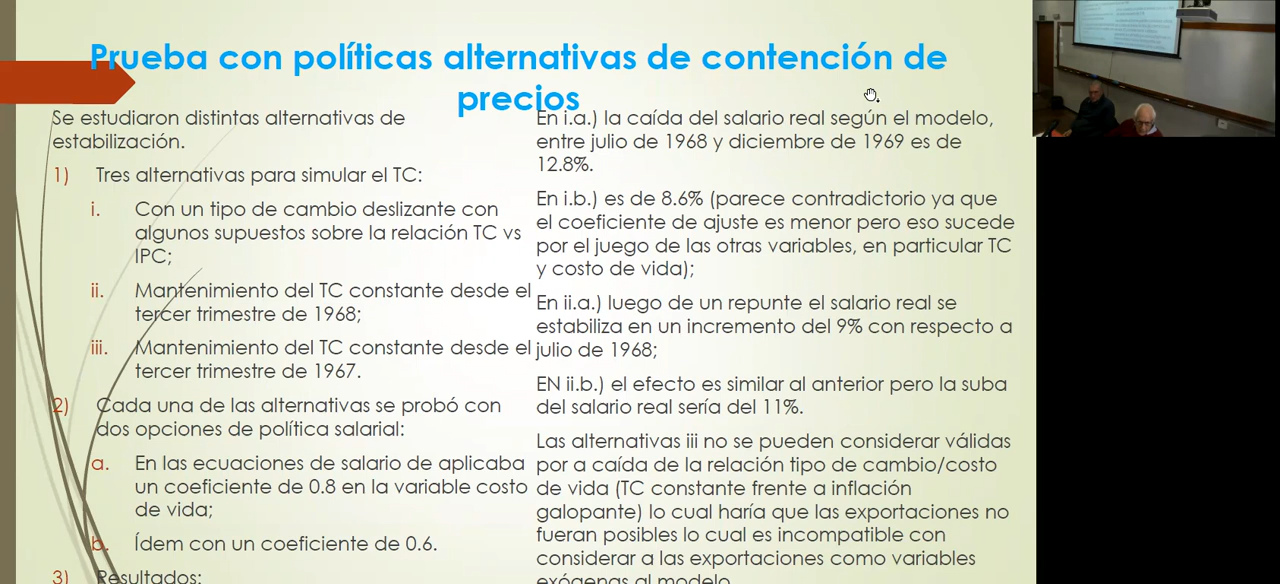 Prueba con políticas alternativas de contención de
precios
Se estudiaron distintas alternativas de
estabilización.
1) Tres alternativas para simular el TC:
i. Con un tipo de cambio deslizante con
algunos supuestos sobre la relación TC vs
IPC;
ii. Mantenimiento del TC constante desde el
tercer trimestre de 1968;
iii. Mantenimiento del TC constante desde el
tercer trimestre de 1967.
2) Cada una de las alternativas se probó con
dos opciones de política salarial:
a. En las ecuaciones de salario de aplicaba
un coeficiente de 0.8 en la variable costo
de vida;
b. Ídem con un coeficiente de 0.6.
3) Resultados:
En i.a.) la caída del salario real según el modelo,
entre julio de 1968 y diciembre de 1969 es de
12.8%.
En i.b.) es de 8.6% (parece contradictorio ya que
el coeficiente de ajuste es menor pero eso sucede
por el juego de las otras variables, en particular TC
y costo de vida);
En ii.a.) luego de un repunte el salario real se
estabiliza en un incremento del 9% con respecto a
julio de 1968;
EN ii.b.) el efecto es similar al anterior pero la suba
del salario real sería del 11%.
Las alternativas iii no se pueden considerar válidas
por a caída de la relación tipo de cambio/costo
de vida (TC constante frente a inflación
galopante) lo cual haría que las exportaciones no
fueran posibles lo cual es incompatible con
considerar a las exportaciones como variables
exógenas al modelo